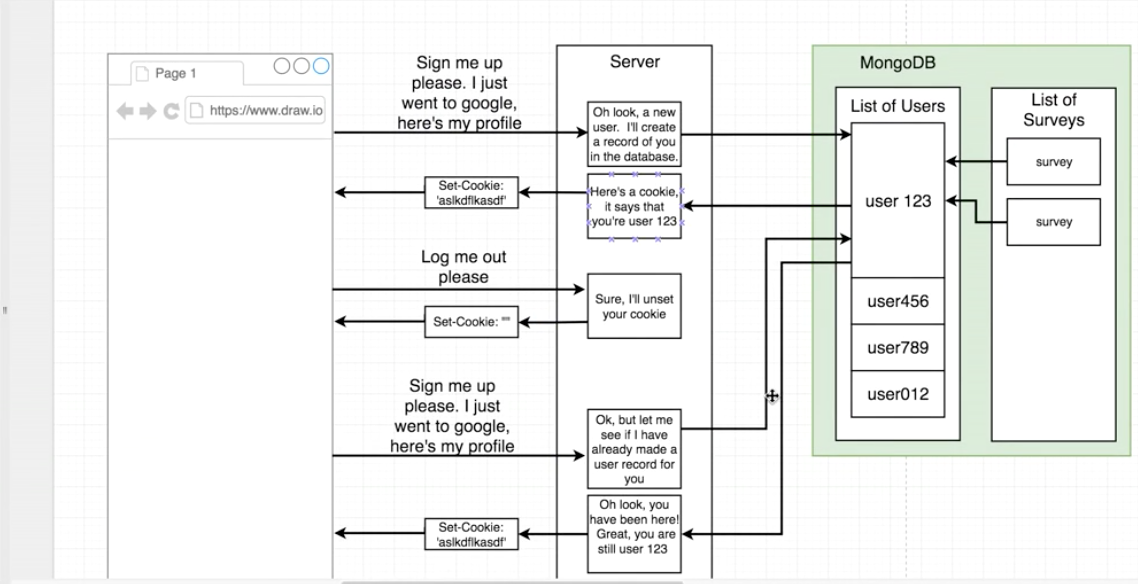 Page 1
https://www.draw.io
Sign me up
please. I just
went to google,
here's my profile
Set-Cookie:
'aslkdflkasdf'
Log me out
please
Set-Cookie: ""
Sign me up
please. I just
went to google,
here's my profile
Set-Cookie:
'aslkdflkasdf'
Server
Oh look, a new
user. I'll create
a record of you
in the database.
Here's a cookie,
it says that
you're user 123
Sure, I'll unset
your cookie
Ok, but let me
see if I have
already made a
user record for
you
Oh look, you
have been here!
Great, you are
still user 123
MongoDB
List of Users
user 123
user456
user789
user012
List of
Surveys
survey
survey